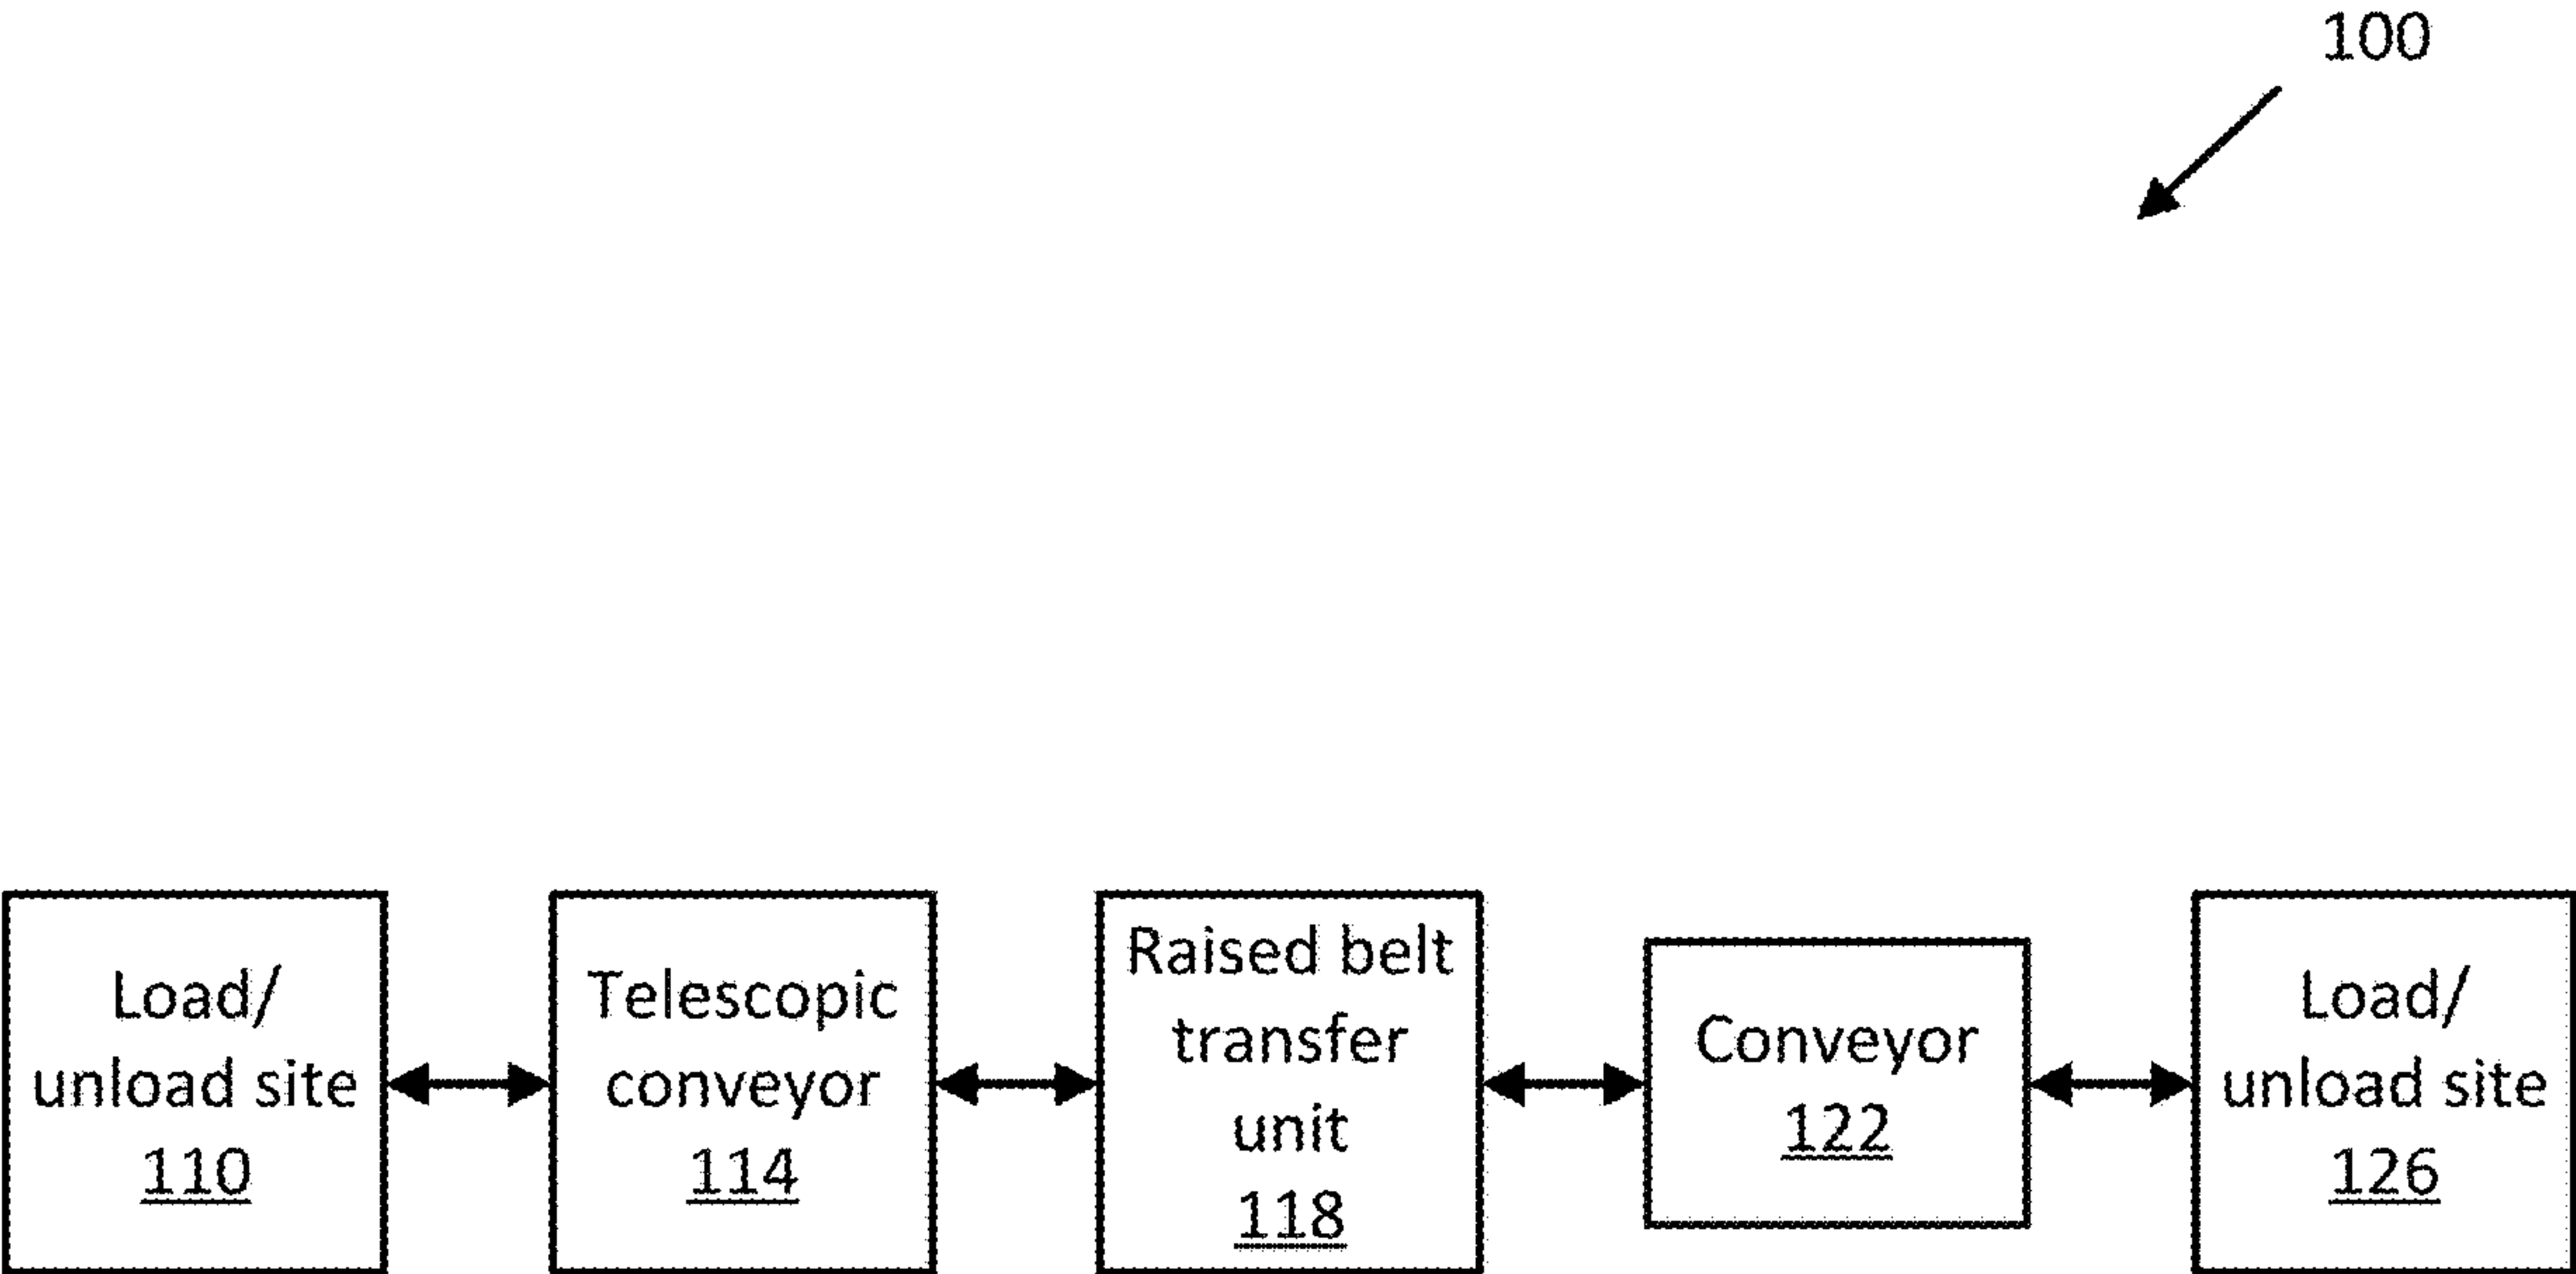 100
Load/
unload site
110
Telescopic
conveyor
114
Raised belt
transfer
unit
118
Conveyor
122
Load/
unload site
126